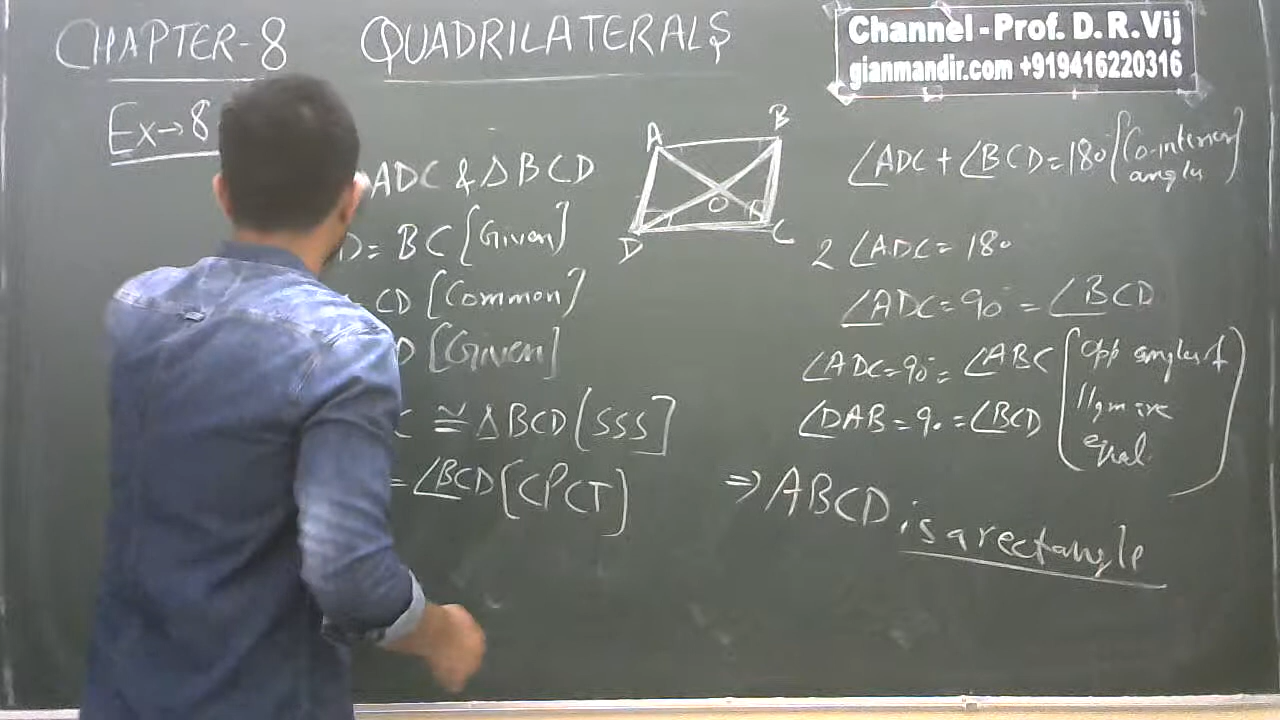 CHAPTER-8 QUADRILATERALS
Channel - Prof. D. R. Vij
gianmandir.com +919416220316
Ex→8
ADC & ΔBCD
D = BC [Given]
= CD [Common]
D [Given]
C ≅ ΔBCD [SSS]
= ∠BCD [CPCT]
A B
O
D C
∠ADC + ∠BCD = 180° [Co-interior
angles]
2 ∠ADC = 180
∠ADC = 90° = ∠BCD
∠ADC = 90° = ∠ABC [opp angles of
∠DAB = 90 = ∠BCD ||gm are
equal]
⇒ ABCD is a rectangle